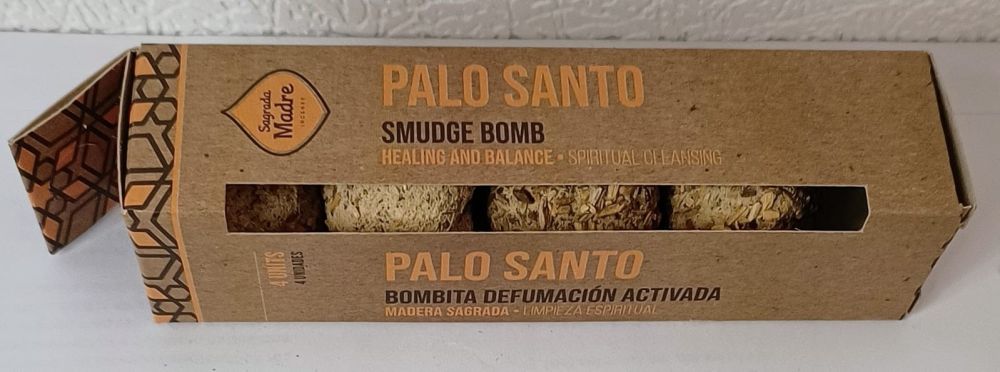 Sagrada
Madre
INCENSE
PALO SANTO
SMUDGE BOMB
HEALING AND BALANCE • SPIRITUAL CLEANSING
4 UNITS
4 UNIDADES
PALO SANTO
BOMBITA DEFUMACIÓN ACTIVADA
MADERA SAGRADA • LIMPIEZA ESPIRITUAL